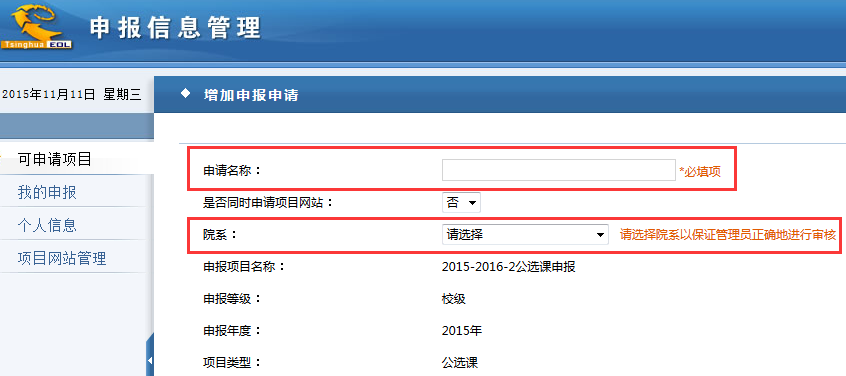 申报信息管理
Tsinghua EOL
2015年11月11日 星期三
增加申报申请
可申请项目
我的申报
个人信息
项目网站管理
申请名称： *必填项
是否同时申请项目网站： 否
院系： 请选择 请选择院系以保证管理员正确地进行审核
申报项目名称： 2015-2016-2公选课申报
申报等级： 校级
申报年度： 2015年
项目类型： 公选课